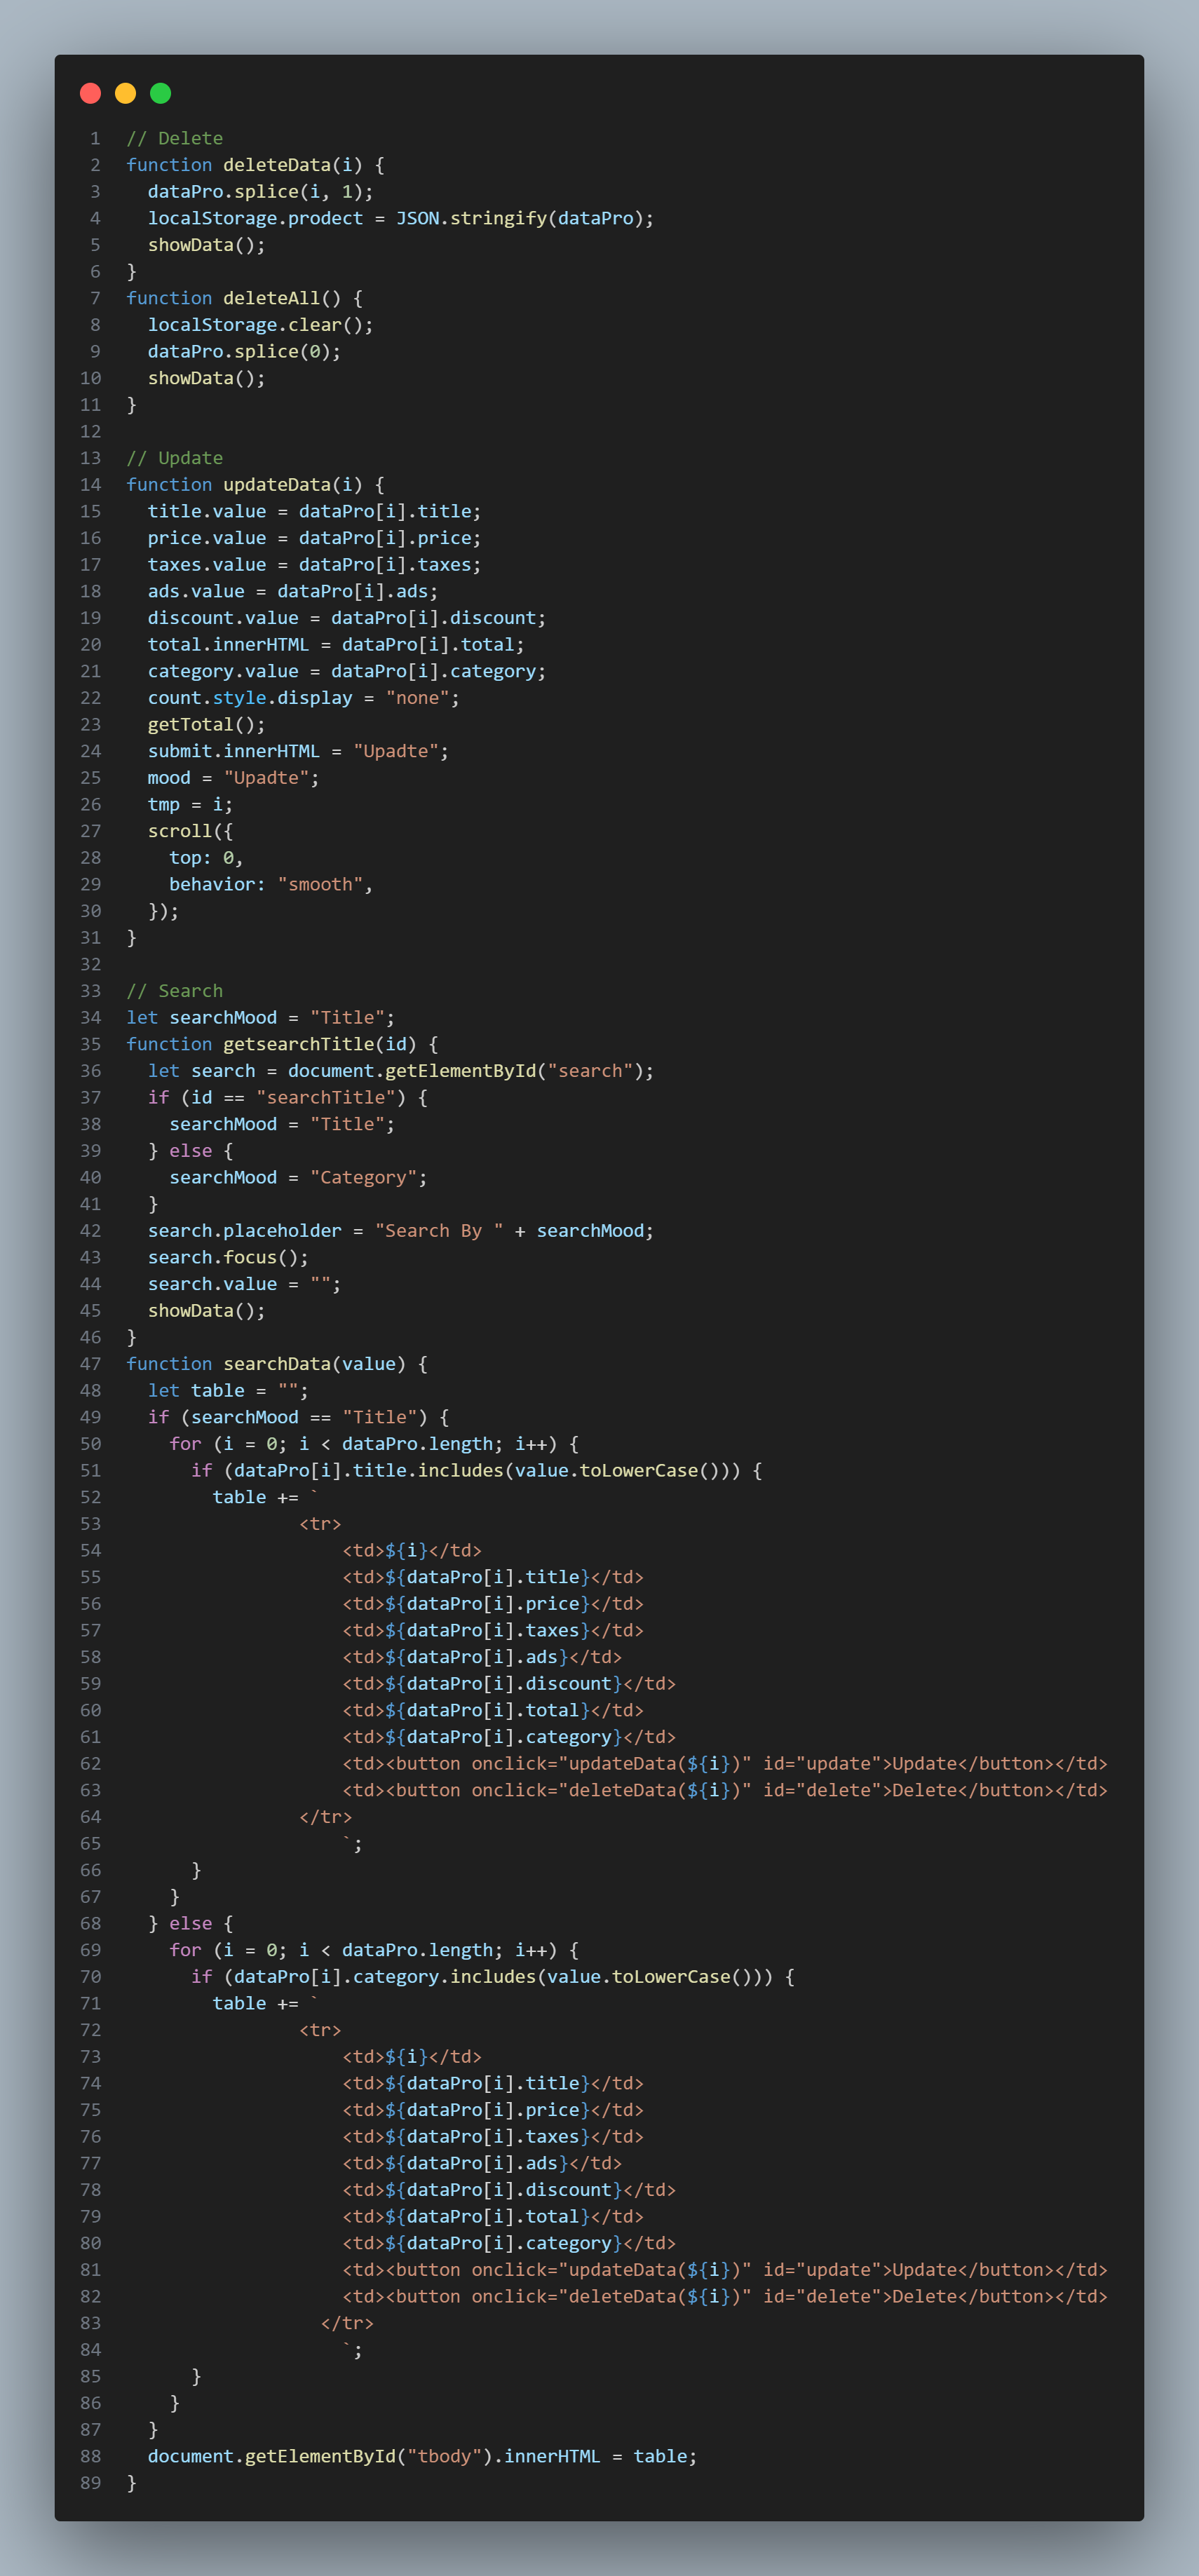 1 // Delete
2 function deleteData(i) {
3   dataPro.splice(i, 1);
4   localStorage.prodect = JSON.stringify(dataPro);
5   showData();
6 }
7 function deleteAll() {
8   localStorage.clear();
9   dataPro.splice(0);
10   showData();
11 }
12
13 // Update
14 function updateData(i) {
15   title.value = dataPro[i].title;
16   price.value = dataPro[i].price;
17   taxes.value = dataPro[i].taxes;
18   ads.value = dataPro[i].ads;
19   discount.value = dataPro[i].discount;
20   total.innerHTML = dataPro[i].total;
21   category.value = dataPro[i].category;
22   count.style.display = "none";
23   getTotal();
24   submit.innerHTML = "Upadte";
25   mood = "Upadte";
26   tmp = i;
27   scroll({
28     top: 0,
29     behavior: "smooth",
30   });
31 }
32
33 // Search
34 let searchMood = "Title";
35 function getsearchTitle(id) {
36   let search = document.getElementById("search");
37   if (id == "searchTitle") {
38     searchMood = "Title";
39   } else {
40     searchMood = "Category";
41   }
42   search.placeholder = "Search By " + searchMood;
43   search.focus();
44   search.value = "";
45   showData();
46 }
47 function searchData(value) {
48   let table = "";
49   if (searchMood == "Title") {
50     for (i = 0; i < dataPro.length; i++) {
51       if (dataPro[i].title.includes(value.toLowerCase())) {
52         table += `
53                 <tr>
54                     <td>${i}</td>
55                     <td>${dataPro[i].title}</td>
56                     <td>${dataPro[i].price}</td>
57                     <td>${dataPro[i].taxes}</td>
58                     <td>${dataPro[i].ads}</td>
59                     <td>${dataPro[i].discount}</td>
60                     <td>${dataPro[i].total}</td>
61                     <td>${dataPro[i].category}</td>
62                     <td><button onclick="updateData(${i})" id="update">Update</button></td>
63                     <td><button onclick="deleteData(${i})" id="delete">Delete</button></td>
64                 </tr>
65                     `;
66       }
67     }
68   } else {
69     for (i = 0; i < dataPro.length; i++) {
70       if (dataPro[i].category.includes(value.toLowerCase())) {
71         table += `
72                 <tr>
73                     <td>${i}</td>
74                     <td>${dataPro[i].title}</td>
75                     <td>${dataPro[i].price}</td>
76                     <td>${dataPro[i].taxes}</td>
77                     <td>${dataPro[i].ads}</td>
78                     <td>${dataPro[i].discount}</td>
79                     <td>${dataPro[i].total}</td>
80                     <td>${dataPro[i].category}</td>
81                     <td><button onclick="updateData(${i})" id="update">Update</button></td>
82                     <td><button onclick="deleteData(${i})" id="delete">Delete</button></td>
83                   </tr>
84                     `;
85       }
86     }
87   }
88   document.getElementById("tbody").innerHTML = table;
89 }